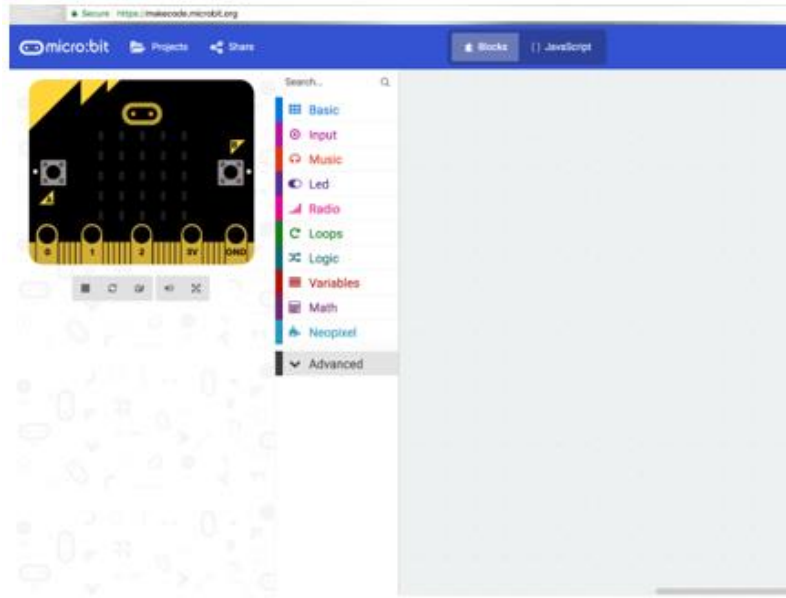 Secure https://makecode.microbit.org
micro:bit Projects Share Blocks {} JavaScript
Search...
Basic
Input
B
Music
A
Led
Radio
Loops
0 1 2 3V GND
Logic
Variables
Math
Neopixel
Advanced